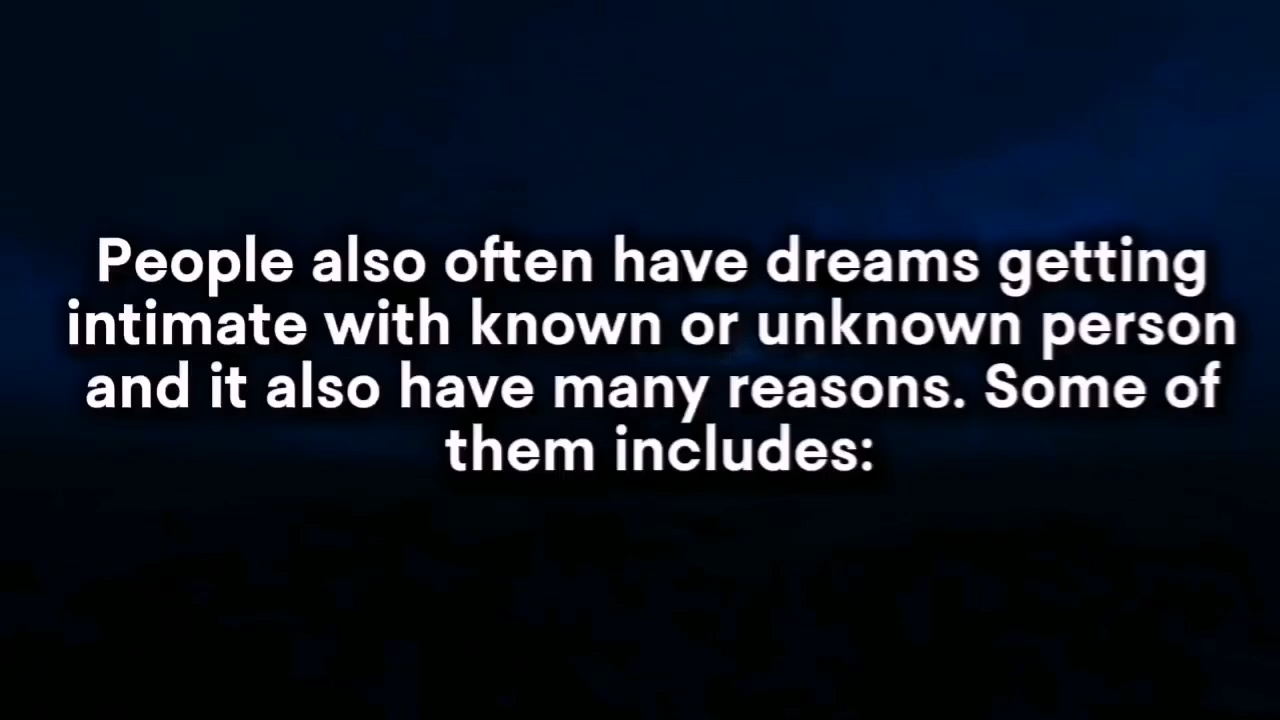 People also often have dreams getting
intimate with known or unknown person
and it also have many reasons. Some of
them includes: